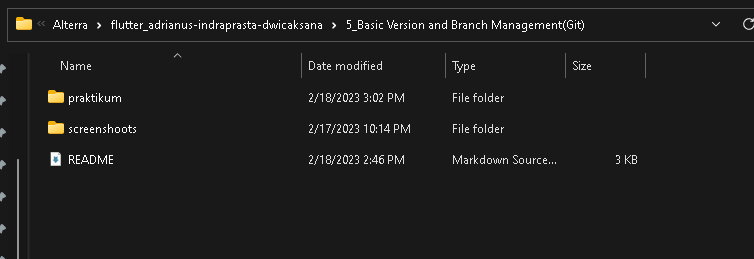 Alterra > flutter_adrianus-indraprasta-dwicaksana > 5_Basic Version and Branch Management(Git)
Name Date modified Type Size
praktikum 2/18/2023 3:02 PM File folder
screenshoots 2/17/2023 10:14 PM File folder
README 2/18/2023 2:46 PM Markdown Source... 3 KB